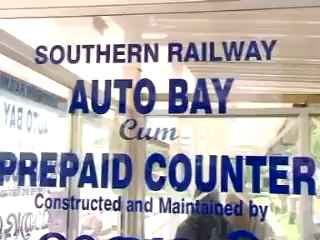 SOUTHERN RAILWAY
AUTO BAY
Cum
PREPAID COUNTER
Constructed and Maintained by